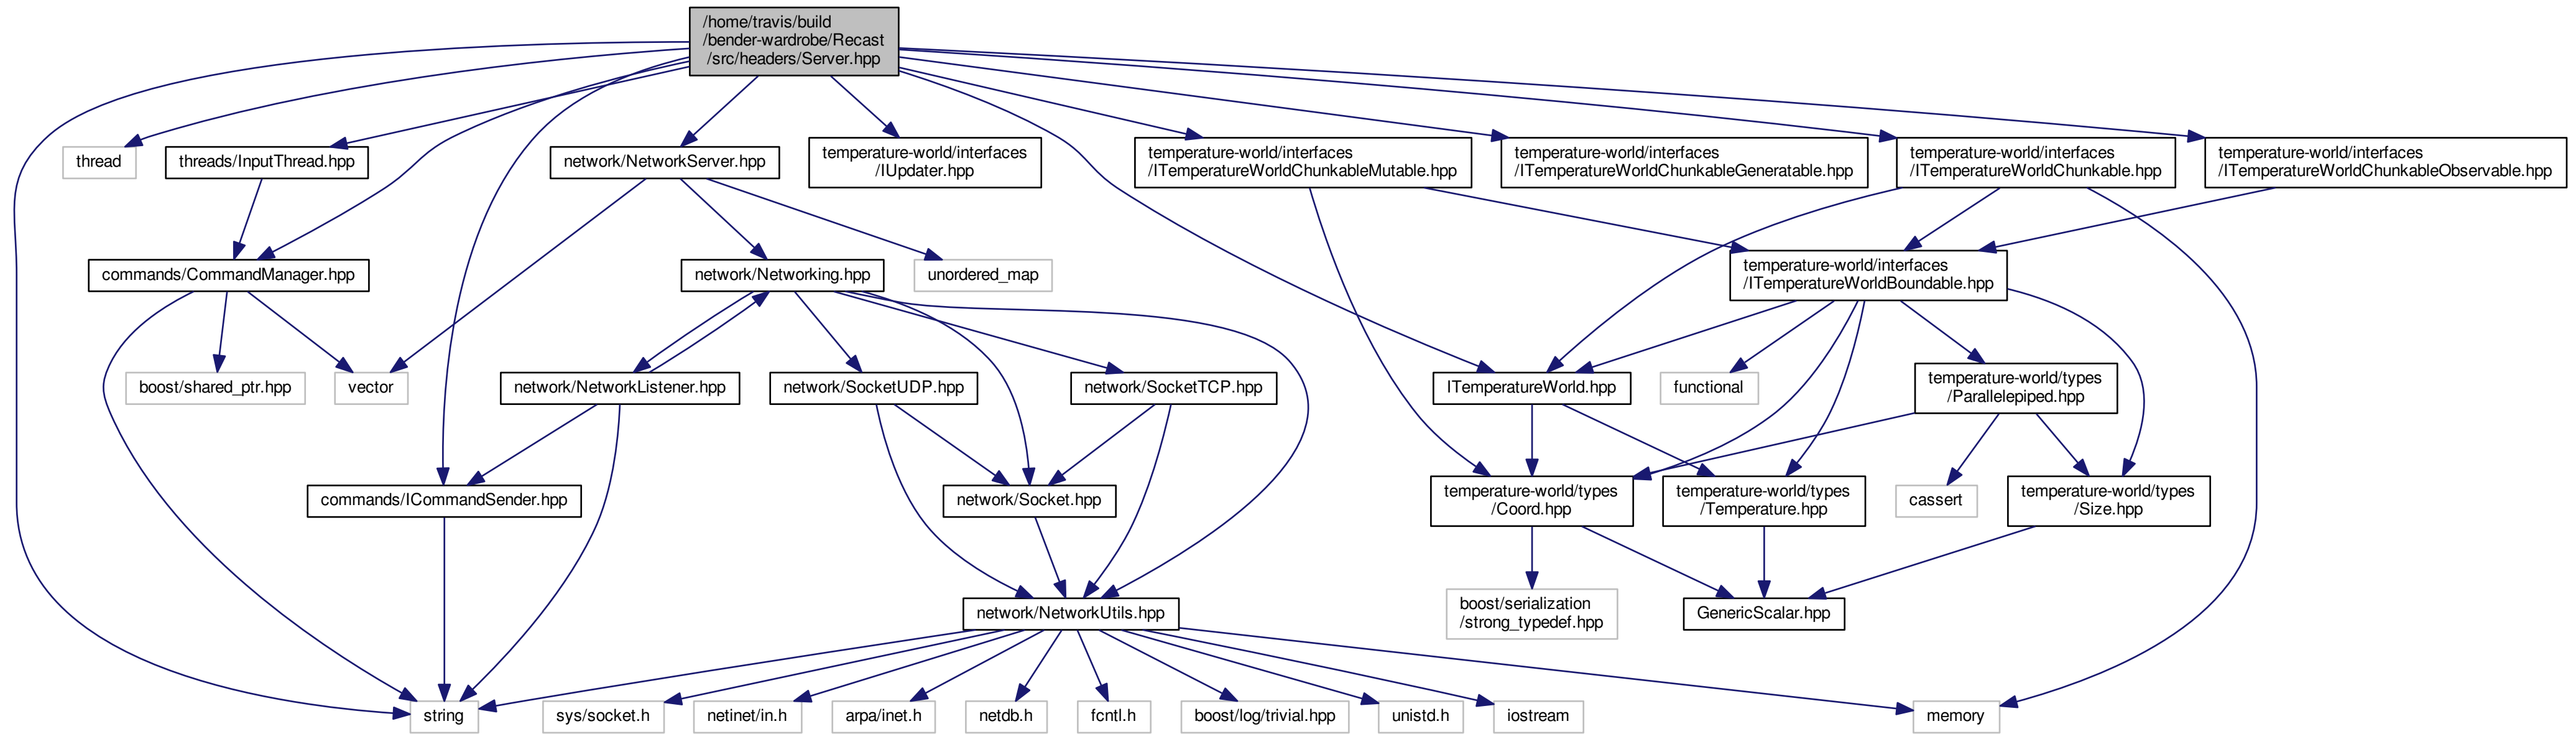 /home/travis/build
/bender-wardrobe/Recast
/src/headers/Server.hpp
thread
threads/InputThread.hpp
network/NetworkServer.hpp
temperature-world/interfaces
/IUpdater.hpp
temperature-world/interfaces
/ITemperatureWorldChunkableMutable.hpp
temperature-world/interfaces
/ITemperatureWorldChunkableGeneratable.hpp
temperature-world/interfaces
/ITemperatureWorldChunkable.hpp
temperature-world/interfaces
/ITemperatureWorldChunkableObservable.hpp
commands/CommandManager.hpp
network/Networking.hpp
unordered_map
temperature-world/interfaces
/ITemperatureWorldBoundable.hpp
boost/shared_ptr.hpp
vector
network/NetworkListener.hpp
network/SocketUDP.hpp
network/SocketTCP.hpp
ITemperatureWorld.hpp
functional
temperature-world/types
/Parallelepiped.hpp
commands/ICommandSender.hpp
network/Socket.hpp
temperature-world/types
/Coord.hpp
temperature-world/types
/Temperature.hpp
cassert
temperature-world/types
/Size.hpp
network/NetworkUtils.hpp
boost/serialization
/strong_typedef.hpp
GenericScalar.hpp
string
sys/socket.h
netinet/in.h
arpa/inet.h
netdb.h
fcntl.h
boost/log/trivial.hpp
unistd.h
iostream
memory